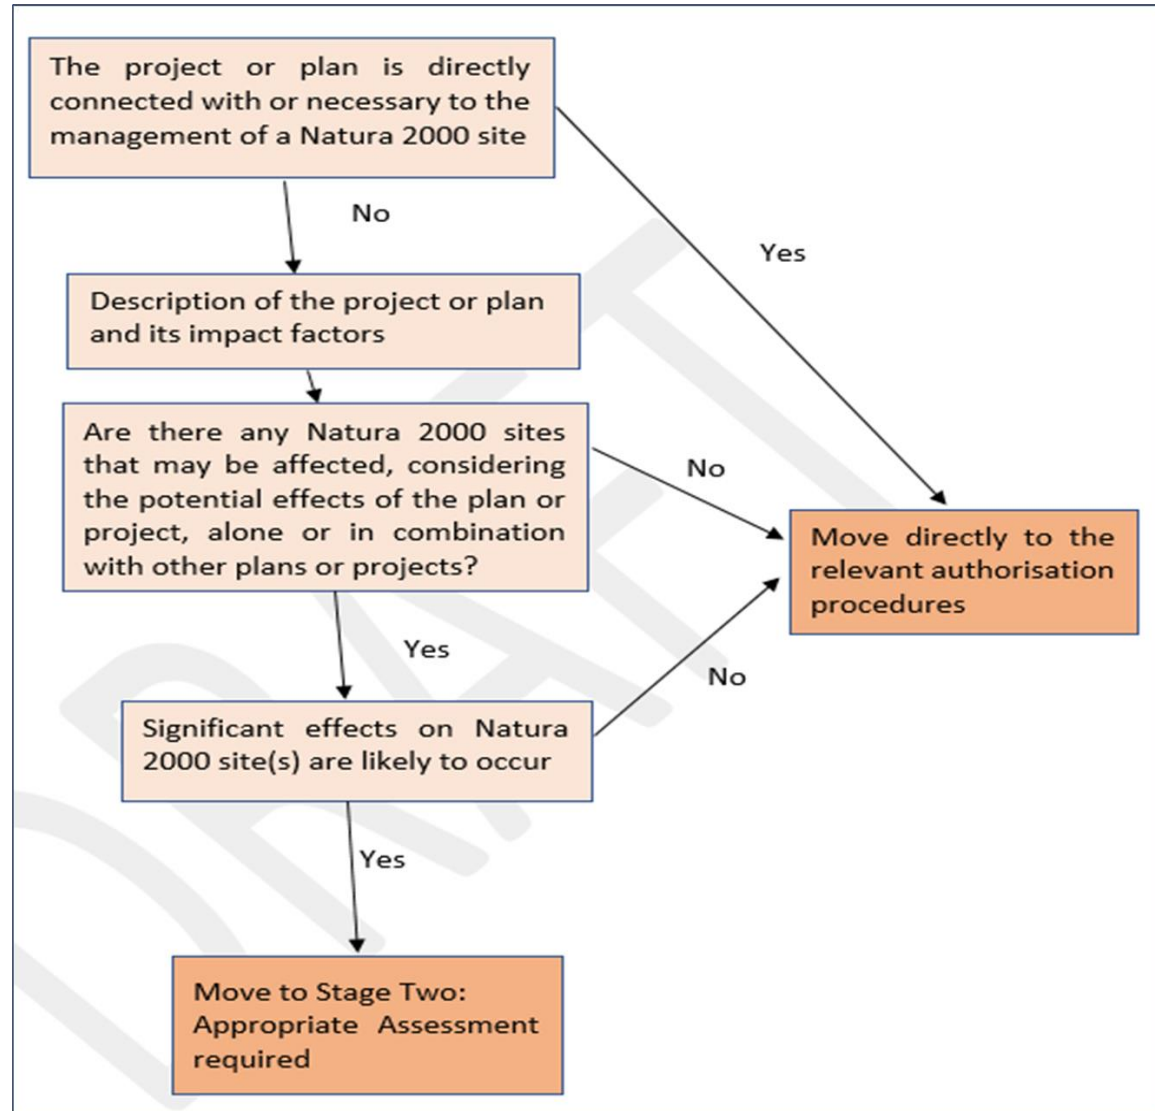 The project or plan is directly
connected with or necessary to the
management of a Natura 2000 site
No
Yes
Description of the project or plan
and its impact factors
Are there any Natura 2000 sites
that may be affected, considering
the potential effects of the plan or
project, alone or in combination
with other plans or projects?
No
Move directly to the
relevant authorisation
procedures
Yes
No
Significant effects on Natura
2000 site(s) are likely to occur
Yes
Move to Stage Two:
Appropriate Assessment
required
DRAFT